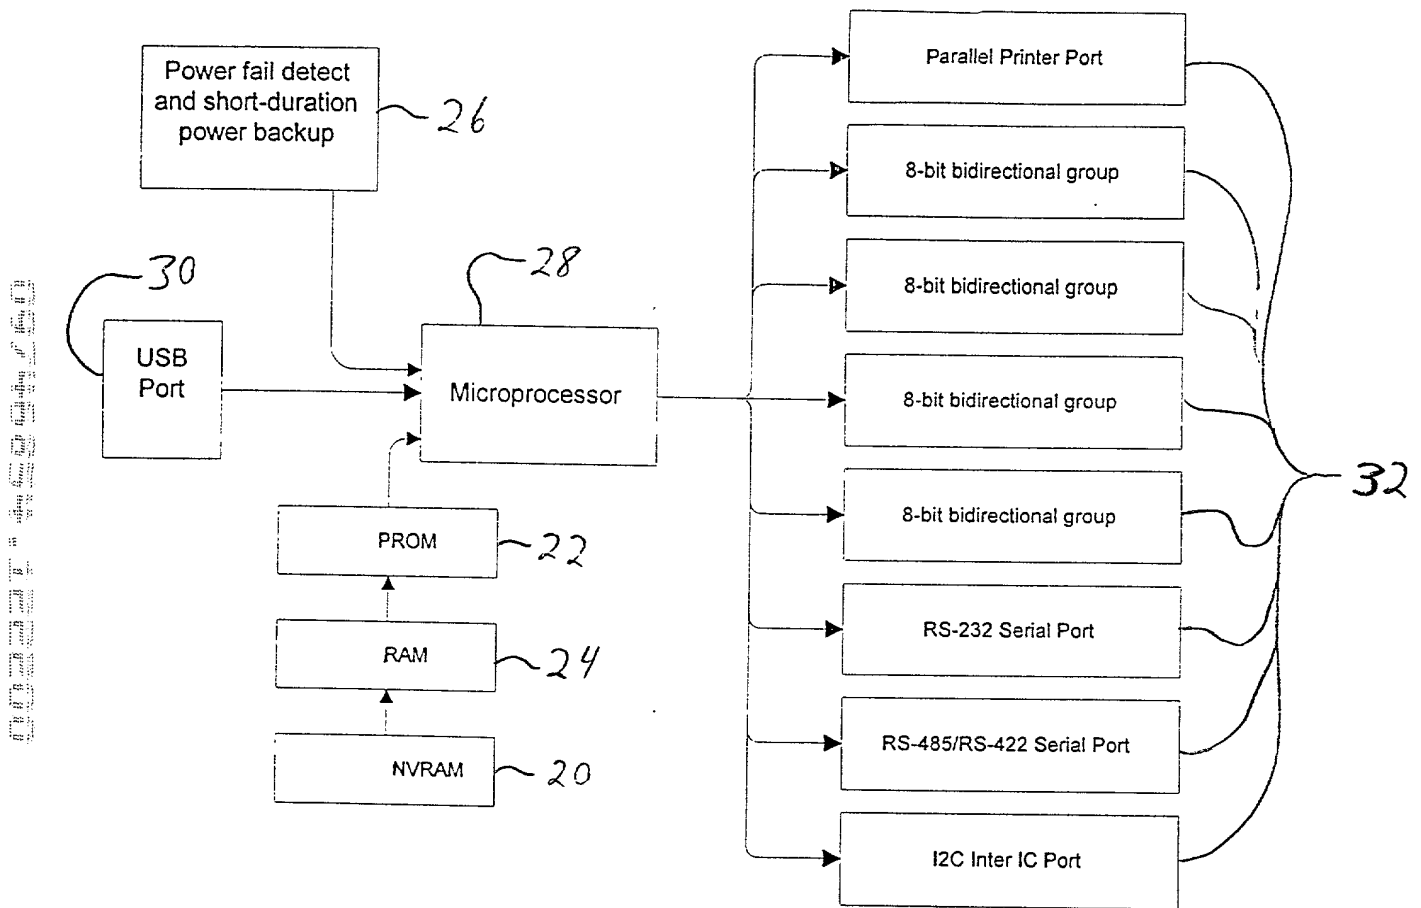 Power fail detect
and short-duration
power backup
26
30
USB
Port
28
Microprocessor
PROM
22
RAM
24
NVRAM
20
Parallel Printer Port
8-bit bidirectional group
8-bit bidirectional group
8-bit bidirectional group
8-bit bidirectional group
RS-232 Serial Port
RS-485/RS-422 Serial Port
I2C Inter IC Port
32